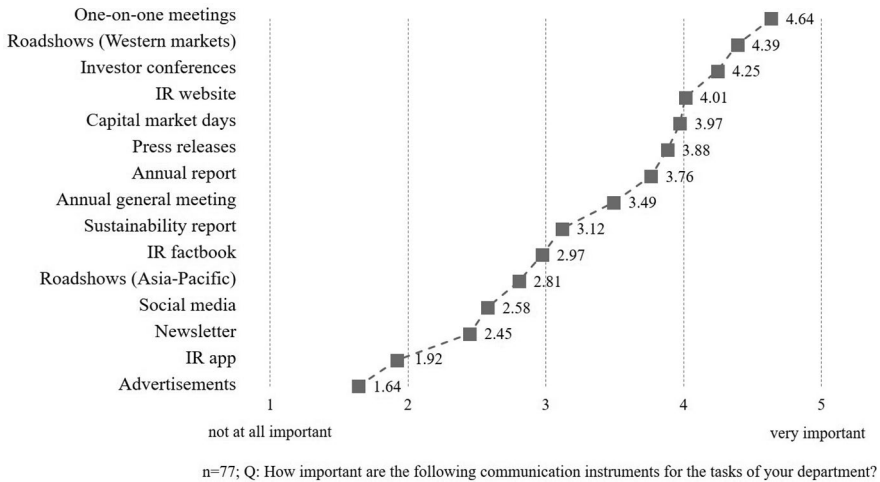 One-on-one meetings 4.64
Roadshows (Western markets) 4.39
Investor conferences 4.25
IR website 4.01
Capital market days 3.97
Press releases 3.88
Annual report 3.76
Annual general meeting 3.49
Sustainability report 3.12
IR factbook 2.97
Roadshows (Asia-Pacific) 2.81
Social media 2.58
Newsletter 2.45
IR app 1.92
Advertisements 1.64
1 2 3 4 5
not at all important very important
n=77; Q: How important are the following communication instruments for the tasks of your department?